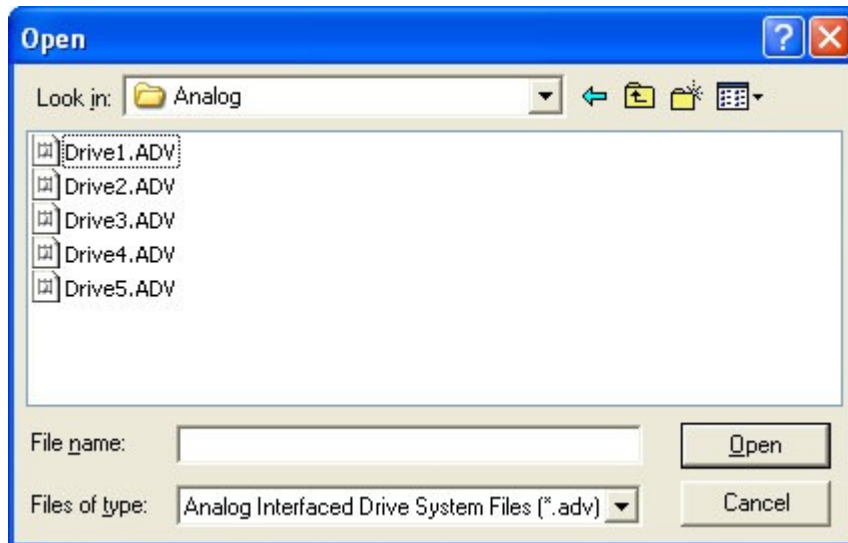 Open
Look in: Analog
Drive1.ADV
Drive2.ADV
Drive3.ADV
Drive4.ADV
Drive5.ADV
File name: Open
Files of type: Analog Interfaced Drive System Files (*.adv) Cancel